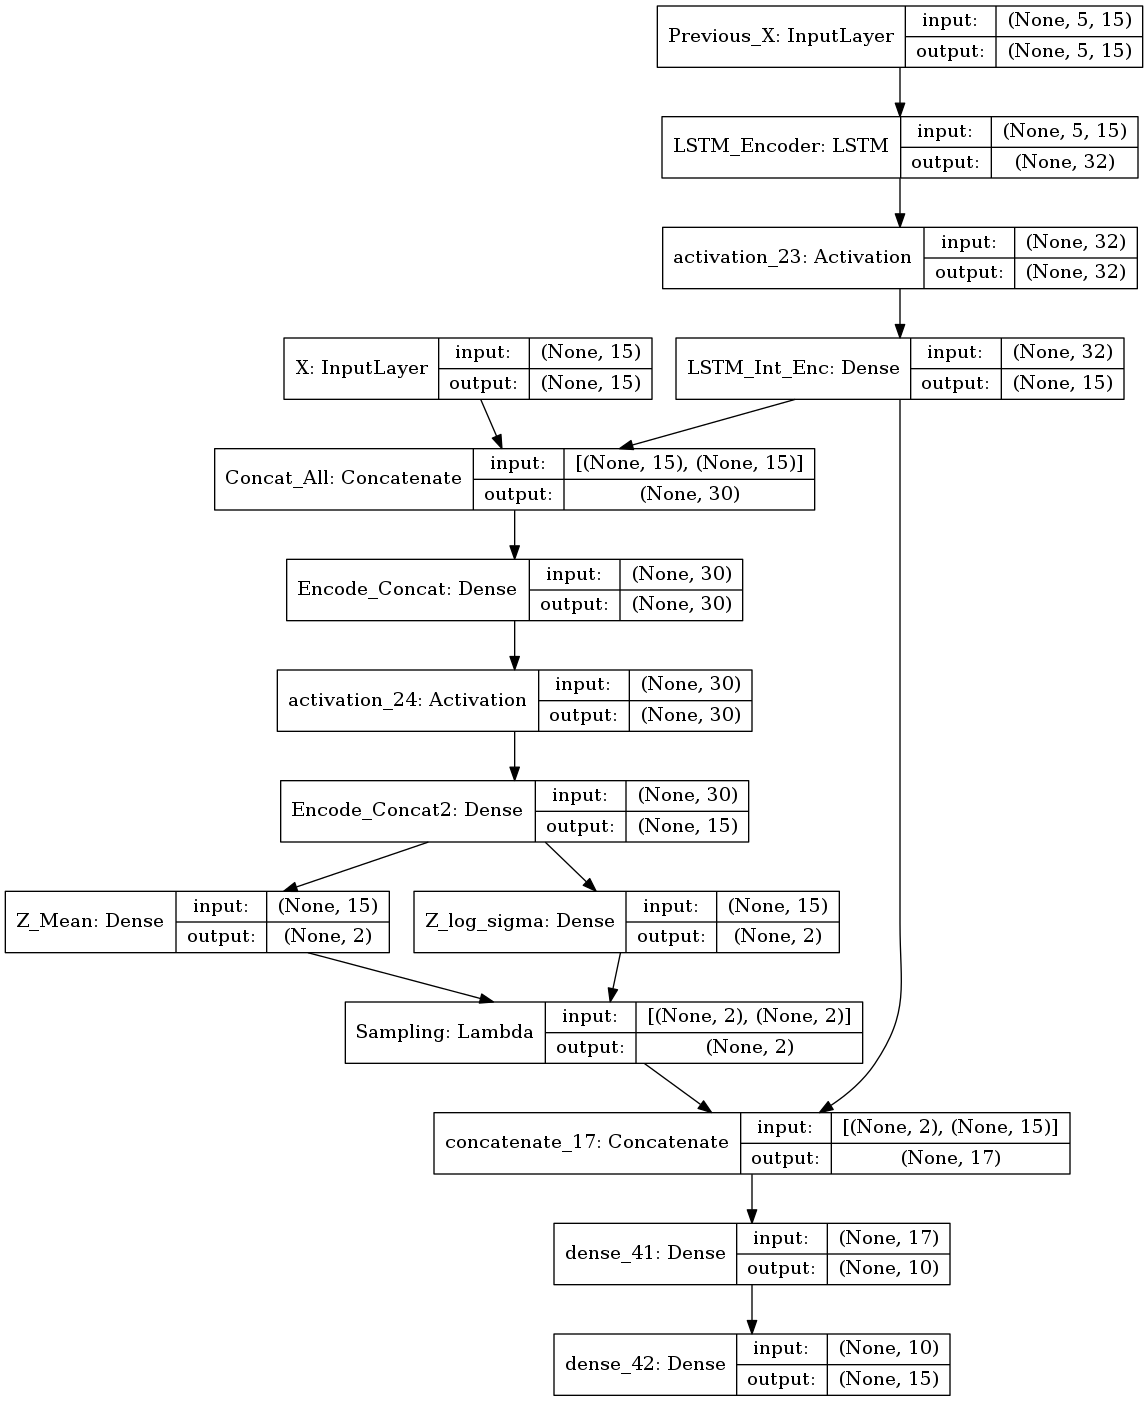 Previous_X: InputLayer
input:
(None, 5, 15)
output:
(None, 5, 15)
LSTM_Encoder: LSTM
input:
(None, 5, 15)
output:
(None, 32)
activation_23: Activation
input:
(None, 32)
output:
(None, 32)
X: InputLayer
input:
(None, 15)
output:
(None, 15)
LSTM_Int_Enc: Dense
input:
(None, 32)
output:
(None, 15)
Concat_All: Concatenate
input:
[(None, 15), (None, 15)]
output:
(None, 30)
Encode_Concat: Dense
input:
(None, 30)
output:
(None, 30)
activation_24: Activation
input:
(None, 30)
output:
(None, 30)
Encode_Concat2: Dense
input:
(None, 30)
output:
(None, 15)
Z_Mean: Dense
input:
(None, 15)
output:
(None, 2)
Z_log_sigma: Dense
input:
(None, 15)
output:
(None, 2)
Sampling: Lambda
input:
[(None, 2), (None, 2)]
output:
(None, 2)
concatenate_17: Concatenate
input:
[(None, 2), (None, 15)]
output:
(None, 17)
dense_41: Dense
input:
(None, 17)
output:
(None, 10)
dense_42: Dense
input:
(None, 10)
output:
(None, 15)